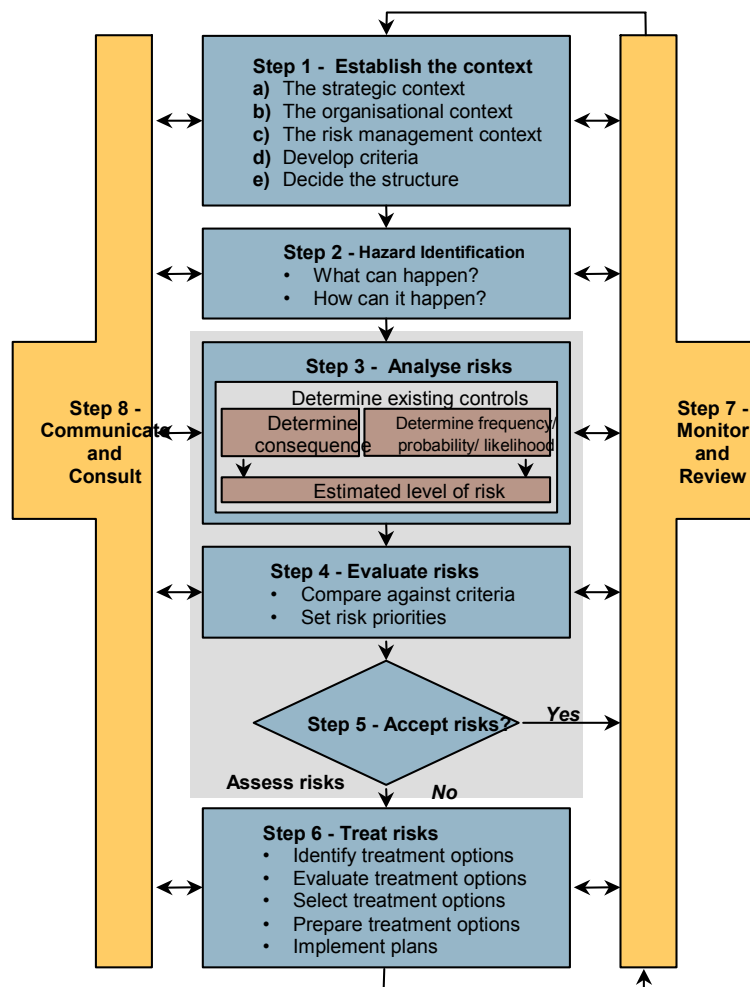 Step 1 - Establish the context
a) The strategic context
b) The organisational context
c) The risk management context
d) Develop criteria
e) Decide the structure
Step 2 - Hazard Identification
• What can happen?
• How can it happen?
Step 3 - Analyse risks
Determine existing controls
Determine
consequence
Determine frequency/
probability/ likelihood
Estimated level of risk
Step 8 -
Communicate
and
Consult
Step 7 -
Monitor
and
Review
Step 4 - Evaluate risks
• Compare against criteria
• Set risk priorities
Step 5 - Accept risks?
Yes
Assess risks
No
Step 6 - Treat risks
• Identify treatment options
• Evaluate treatment options
• Select treatment options
• Prepare treatment options
• Implement plans